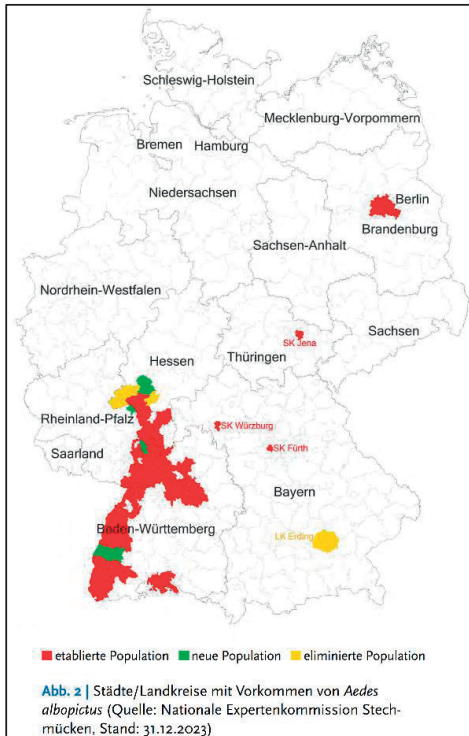 Schleswig-Holstein
Mecklenburg-Vorpommern
Bremen
Hamburg
Niedersachsen
Berlin
Brandenburg
Sachsen-Anhalt
Nordrhein-Westfalen
Sachsen
SK Jena
Hessen
Thüringen
Rheinland-Pfalz
SK Würzburg
Saarland
SK Fürth
Bayern
Baden-Württemberg
LK Erding
etablierte Population neue Population eliminierte Population
Abb. 2 | Städte/Landkreise mit Vorkommen von Aedes
albopictus (Quelle: Nationale Expertenkommission Stech-
mücken, Stand: 31.12.2023)